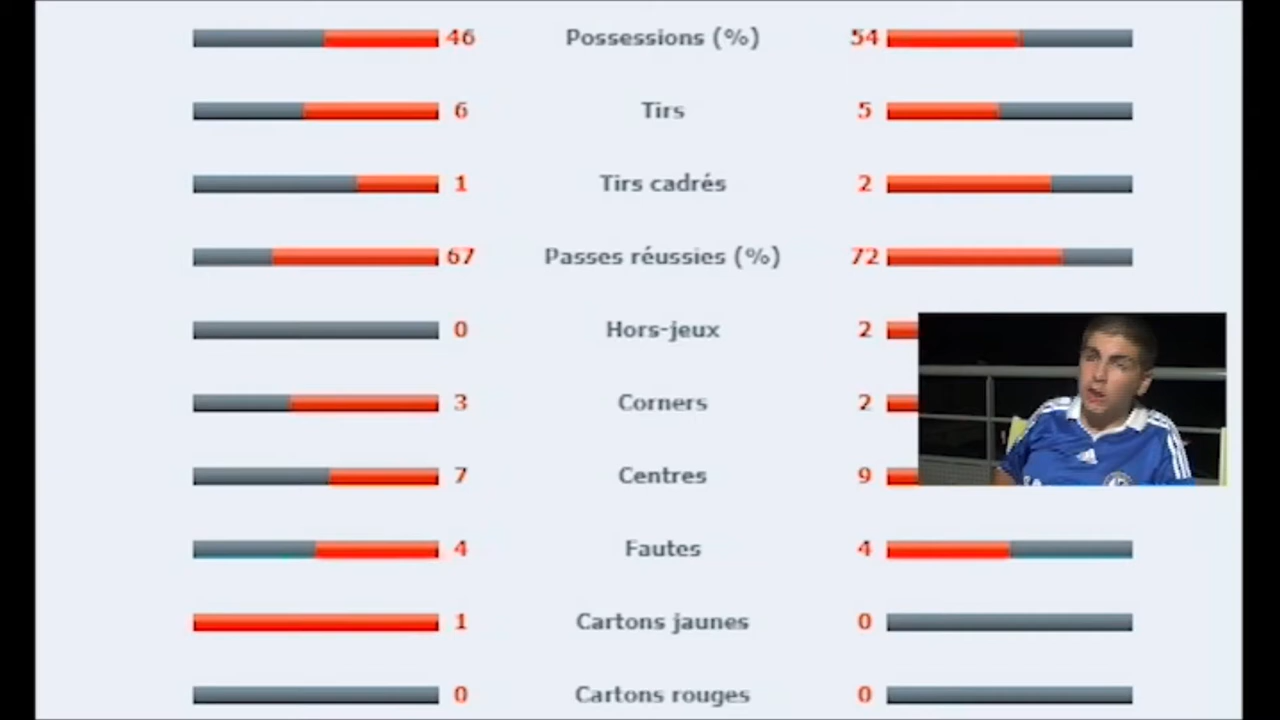 46 Possessions (%) 54
6 Tirs 5
1 Tirs cadrés 2
67 Passes réussies (%) 72
0 Hors-jeux 2
3 Corners 2
7 Centres 9
4 Fautes 4
1 Cartons jaunes 0
0 Cartons rouges 0